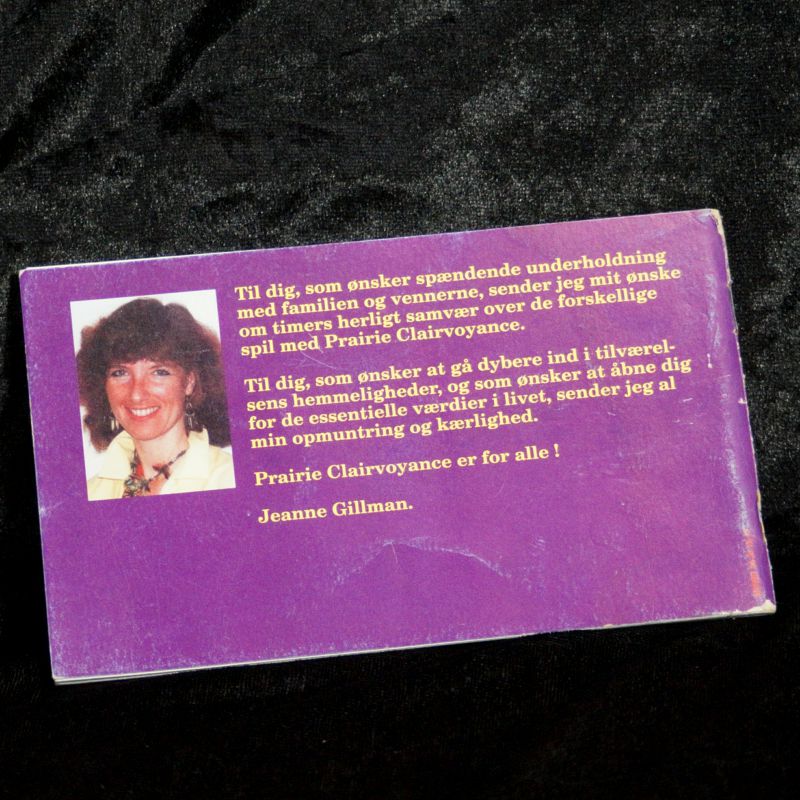 Til dig, som ønsker spændende underholdning
med familien og vennerne, sender jeg mit ønske
om timers herligt samvær over de forskellige
spil med Prairie Clairvoyance.
Til dig, som ønsker at gå dybere ind i tilværel-
sens hemmeligheder, og som ønsker at åbne dig
for de essentielle værdier i livet, sender jeg al
min opmuntring og kærlighed.
Prairie Clairvoyance er for alle !
Jeanne Gillman.